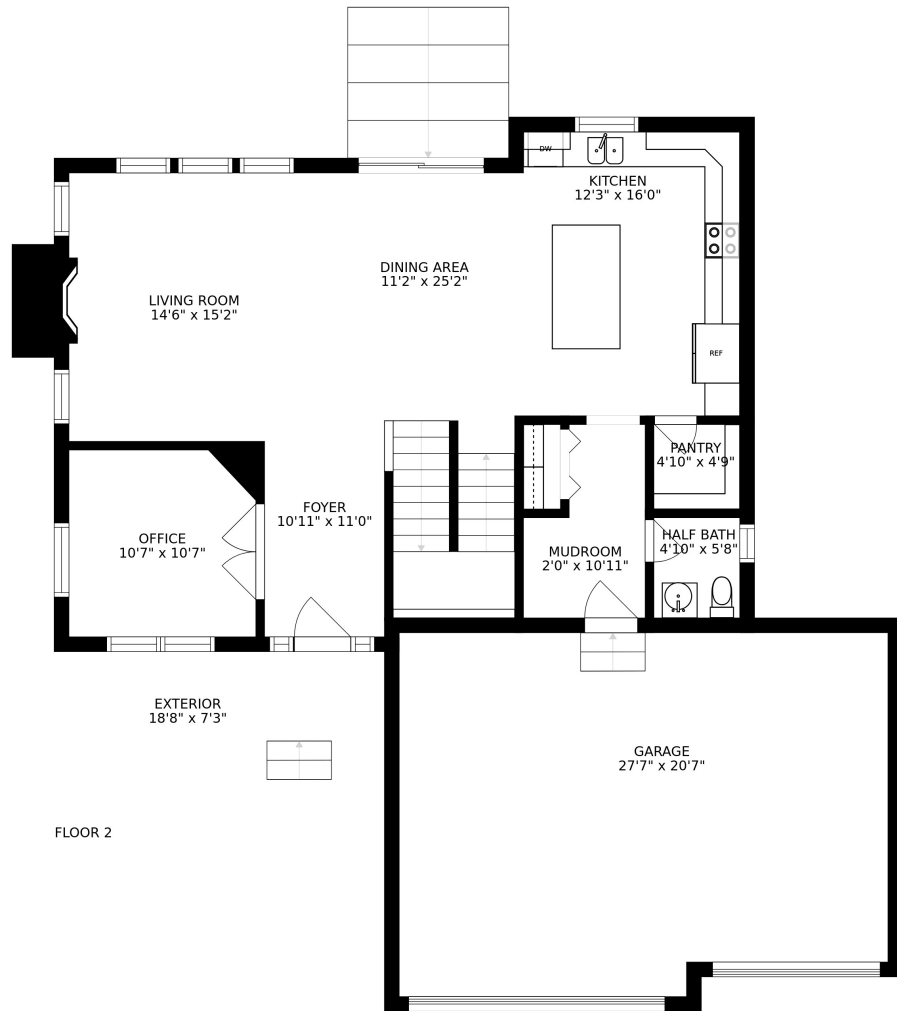 DW
KITCHEN
12'3" x 16'0"
DINING AREA
11'2" x 25'2"
LIVING ROOM
14'6" x 15'2"
REF
PANTRY
4'10" x 4'9"
FOYER
10'11" x 11'0"
OFFICE
10'7" x 10'7"
HALF BATH
4'10" x 5'8"
MUDROOM
2'0" x 10'11"
EXTERIOR
18'8" x 7'3"
GARAGE
27'7" x 20'7"
FLOOR 2